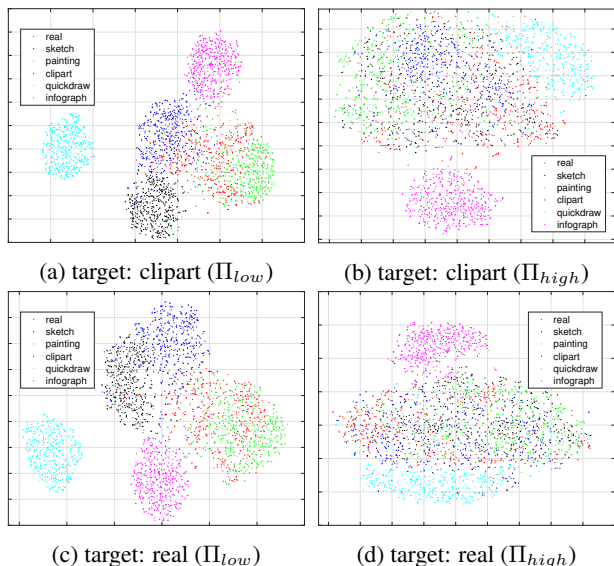 real
sketch
painting
clipart
quickdraw
infograph
real
sketch
painting
clipart
quickdraw
infograph
(a) target: clipart (Π_low)
(b) target: clipart (Π_high)
real
sketch
painting
clipart
quickdraw
infograph
real
sketch
painting
clipart
quickdraw
infograph
(c) target: real (Π_low)
(d) target: real (Π_high)